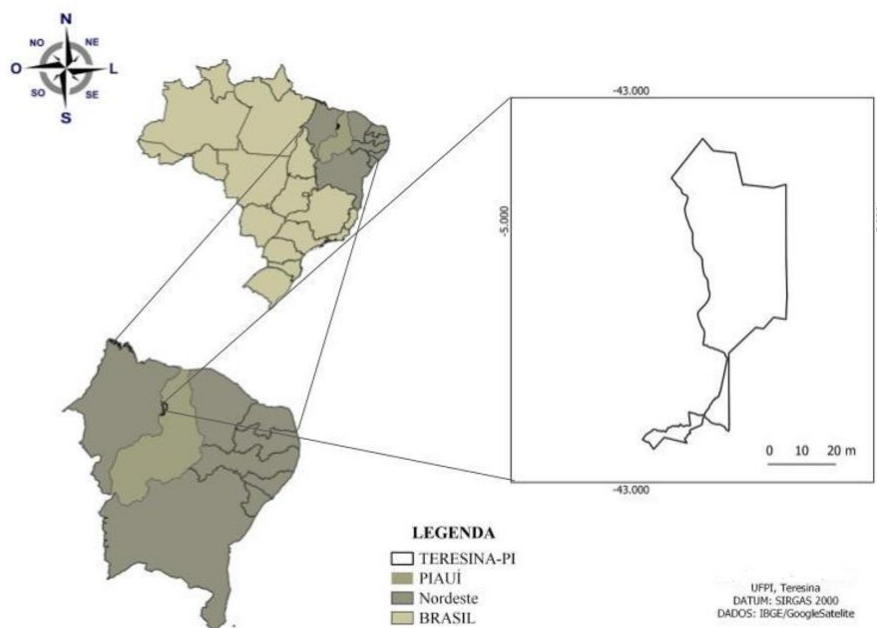 N
NO NE
O L
SO SE
S
-43.000
-5.000
0 10 20 m
-43.000
LEGENDA
TERESINA-PI
PIAUÍ
Nordeste
BRASIL
UFPI, Teresina
DATUM: SIRGAS 2000
DADOS: IBGE/GoogleSatelite